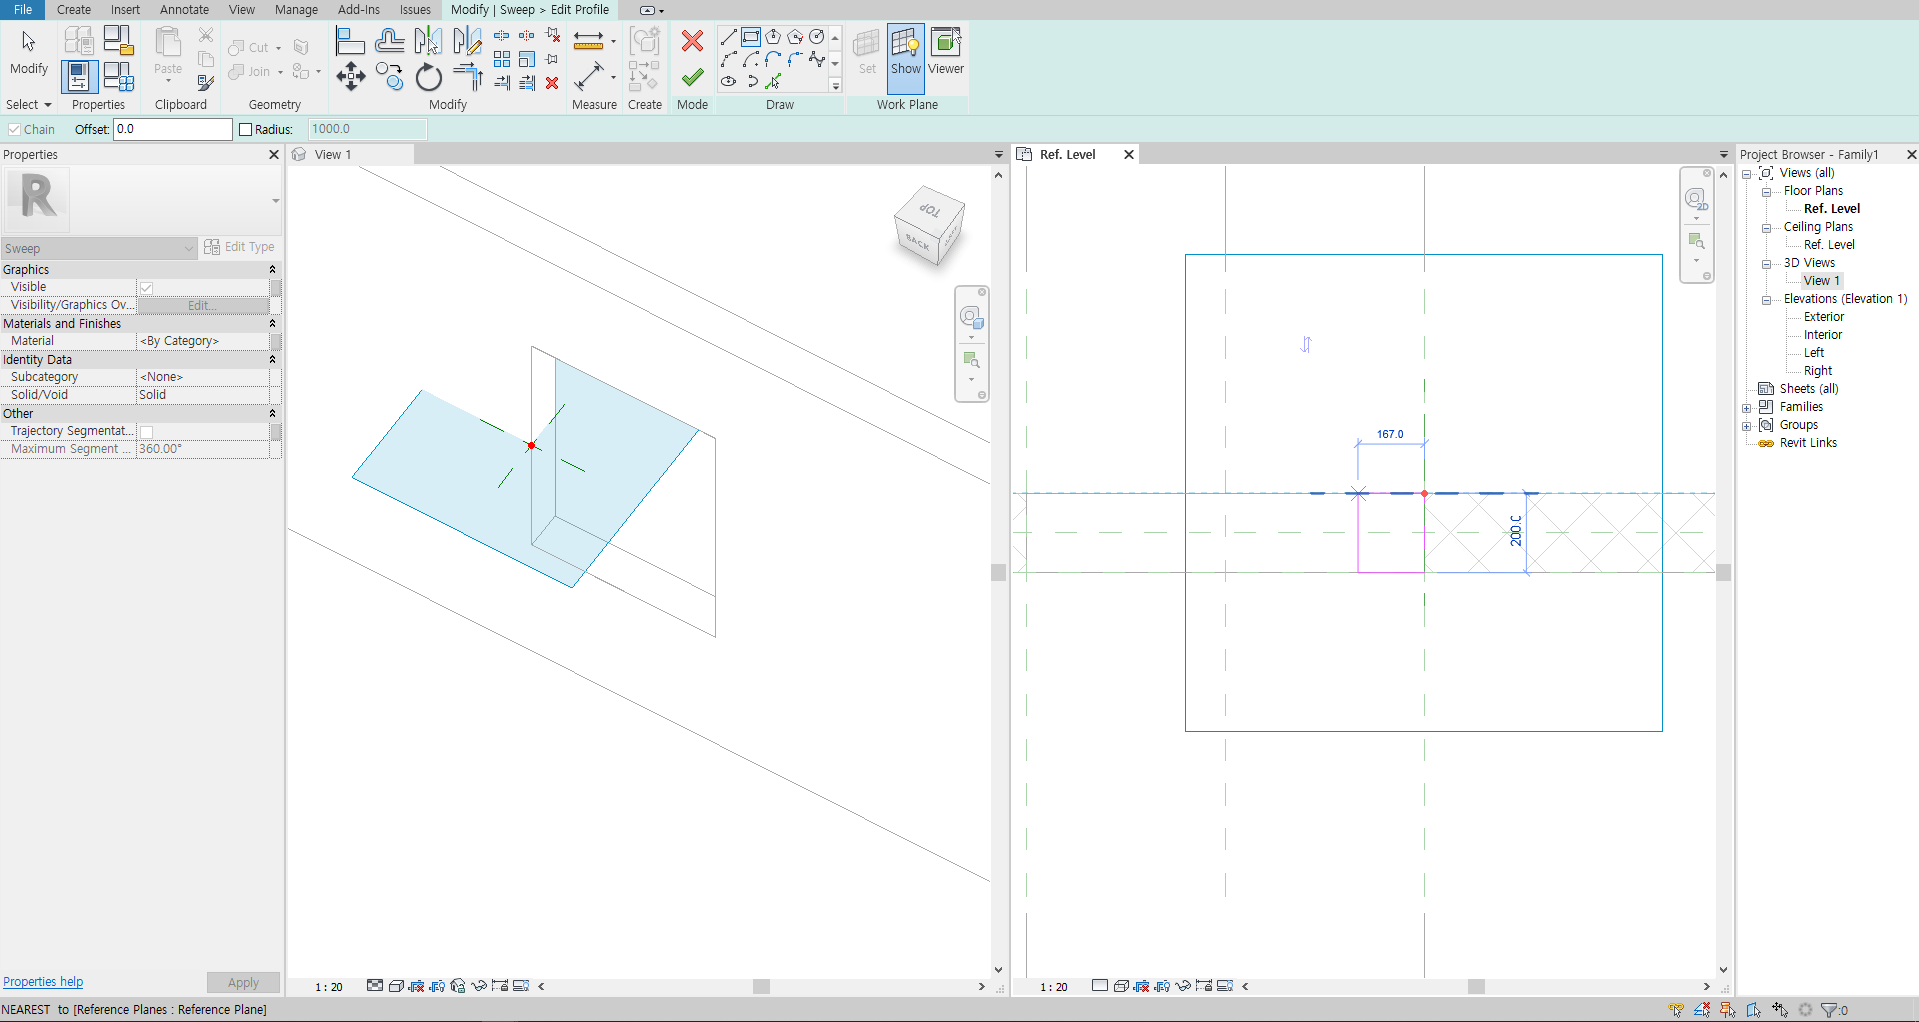 File Create Insert Annotate View Manage Add-Ins Issues Modify | Sweep > Edit Profile
Modify
Paste
Cut
Join
Set Show Viewer
Select Properties Clipboard Geometry Modify Measure Create Mode Draw Work Plane
Chain Offset: 0.0 Radius: 1000.0
Properties
R
Sweep Edit Type
Graphics
Visible
Visibility/Graphics Ov... Edit...
Materials and Finishes
Material <By Category>
Identity Data
Subcategory <None>
Solid/Void Solid
Other
Trajectory Segmentat...
Maximum Segment ... 360.00°
Properties help Apply
View 1
TOP
BACK
1 : 20
Ref. Level
2D
167.0
200.0
1 : 20
Project Browser - Family1
Views (all)
Floor Plans
Ref. Level
Ceiling Plans
Ref. Level
3D Views
View 1
Elevations (Elevation 1)
Exterior
Interior
Left
Right
Sheets (all)
Families
Groups
Revit Links
NEAREST to [Reference Planes : Reference Plane]
:0